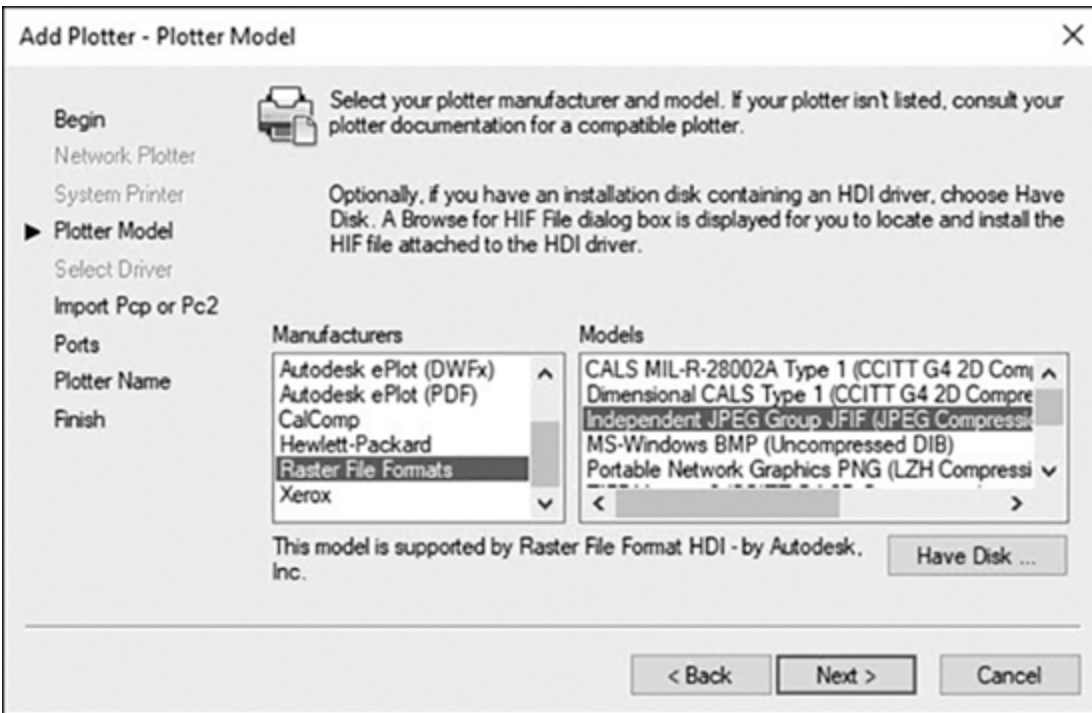 Add Plotter - Plotter Model
Begin
Network Plotter
System Printer
Plotter Model
Select Driver
Import Pcp or Pc2
Ports
Plotter Name
Finish
Select your plotter manufacturer and model. If your plotter isn't listed, consult your
plotter documentation for a compatible plotter.
Optionally, if you have an installation disk containing an HDI driver, choose Have
Disk. A Browse for HIF File dialog box is displayed for you to locate and install the
HIF file attached to the HDI driver.
Manufacturers
Autodesk ePlot (DWFx)
Autodesk ePlot (PDF)
CalComp
Hewlett-Packard
Raster File Formats
Xerox
Models
CALS MIL-R-28002A Type 1 (CCITT G4 2D Com
Dimensional CALS Type 1 (CCITT G4 2D Compre
Independent JPEG Group JFIF (JPEG Compressi
MS-Windows BMP (Uncompressed DIB)
Portable Network Graphics PNG (LZH Compressi
This model is supported by Raster File Format HDI - by Autodesk,
Inc.
Have Disk ...
< Back
Next >
Cancel